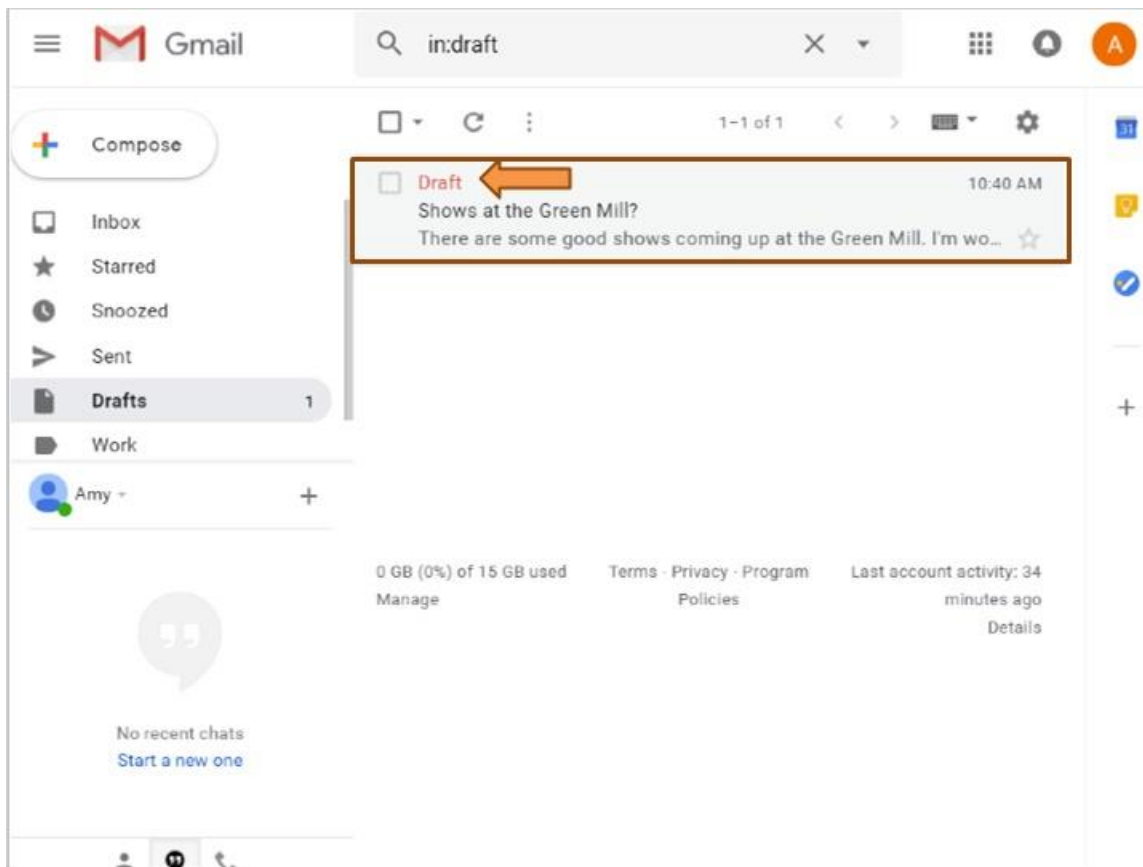 Gmail
in:draft
A
Compose
1–1 of 1
31
Draft
10:40 AM
Shows at the Green Mill?
There are some good shows coming up at the Green Mill. I'm wo...
Inbox
Starred
Snoozed
Sent
Drafts 1
Work
Amy
0 GB (0%) of 15 GB used
Manage
Terms · Privacy · Program
Policies
Last account activity: 34
minutes ago
Details
No recent chats
Start a new one